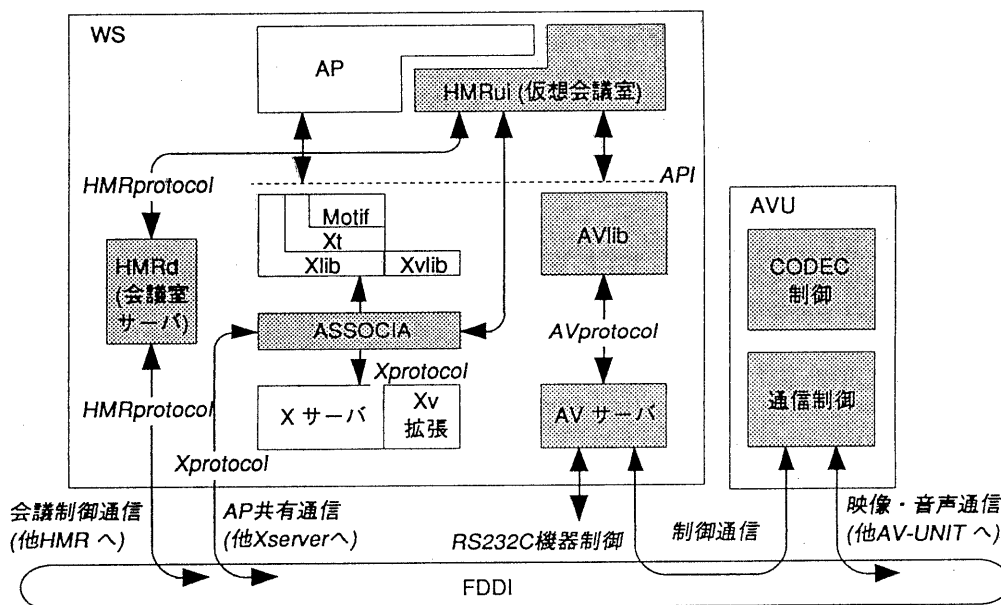 WS
AP
HMRui (仮想会議室)
HMRprotocol
API
AVU
Motif
Xt
Xlib
Xvlib
AVlib
CODEC
制御
HMRd
(会議室
サーバ)
ASSOCIA
AVprotocol
Xprotocol
HMRprotocol
X サーバ
Xv
拡張
AV サーバ
通信制御
Xprotocol
会議制御通信
(他HMR へ)
AP共有通信
(他Xserverへ)
RS232C機器制御
制御通信
映像・音声通信
(他AV-UNIT へ)
FDDI